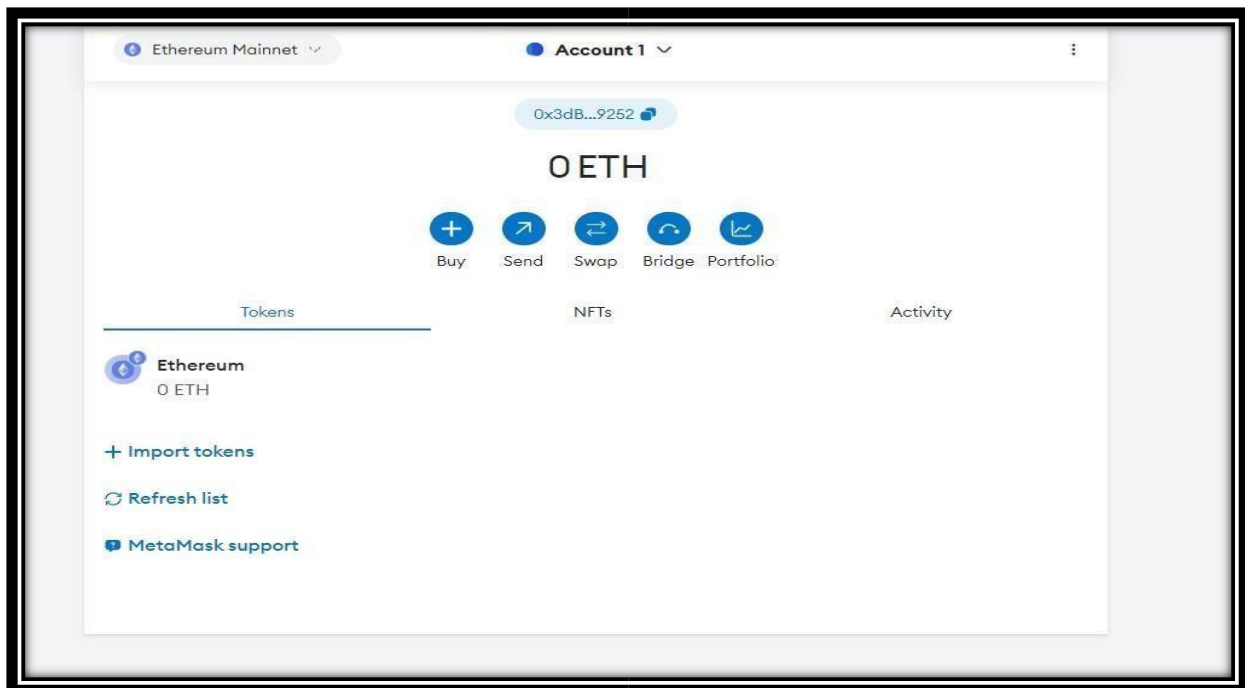 Ethereum Mainnet
Account 1
0x3dB...9252
0 ETH
Buy Send Swap Bridge Portfolio
Tokens NFTs Activity
Ethereum
0 ETH
Import tokens
Refresh list
MetaMask support